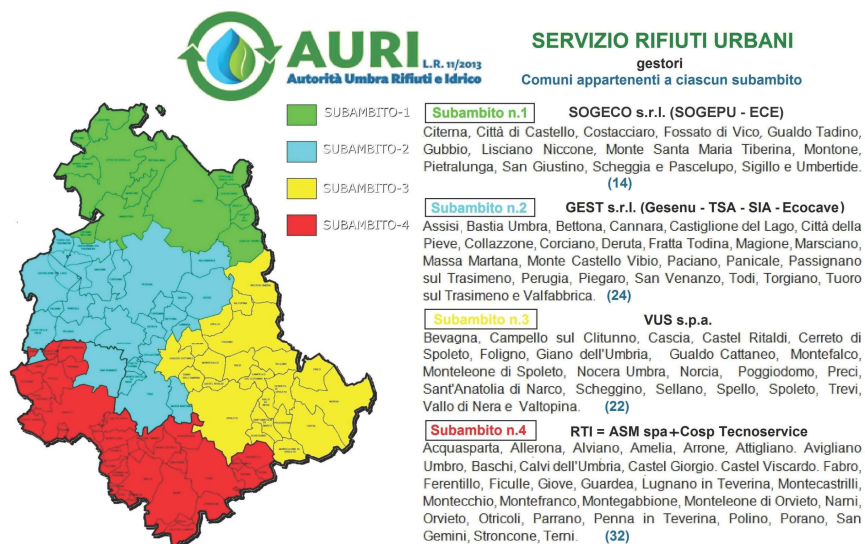 AURI L.R. 11/2013
Autorità Umbra Rifiuti e Idrico
SERVIZIO RIFIUTI URBANI
gestori
Comuni appartenenti a ciascun subambito
SUBAMBITO-1
SUBAMBITO-2
SUBAMBITO-3
SUBAMBITO-4
Subambito n.1 SOGECO s.r.l. (SOGEPU - ECE)
Citerna, Città di Castello, Costacciaro, Fossato di Vico, Gualdo Tadino,
Gubbio, Lisciano Niccone, Monte Santa Maria Tiberina, Montone,
Pietralunga, San Giustino, Scheggia e Pascelupo, Sigillo e Umbertide.
(14)
Subambito n.2 GEST s.r.l. (Gesenu - TSA - SIA - Ecocave)
Assisi, Bastia Umbra, Bettona, Cannara, Castiglione del Lago, Città della
Pieve, Collazzone, Corciano, Deruta, Fratta Todina, Magione, Marsciano,
Massa Martana, Monte Castello Vibio, Paciano, Panicale, Passignano
sul Trasimeno, Perugia, Piegaro, San Venanzo, Todi, Torgiano, Tuoro
sul Trasimeno e Valfabbrica. (24)
Subambito n.3 VUS s.p.a.
Bevagna, Campello sul Clitunno, Cascia, Castel Ritaldi, Cerreto di
Spoleto, Foligno, Giano dell'Umbria, Gualdo Cattaneo, Montefalco,
Monteleone di Spoleto, Nocera Umbra, Norcia, Poggiodomo, Preci,
Sant'Anatolia di Narco, Scheggino, Sellano, Spello, Spoleto, Trevi,
Vallo di Nera e Valtopina. (22)
Subambito n.4 RTI = ASM spa+Cosp Tecnoservice
Acquasparta, Allerona, Alviano, Amelia, Arrone, Attigliano. Avigliano
Umbro, Baschi, Calvi dell'Umbria, Castel Giorgio. Castel Viscardo. Fabro,
Ferentillo, Ficulle, Giove, Guardea, Lugnano in Teverina, Montecastrilli,
Montecchio, Montefranco, Montegabbione, Monteleone di Orvieto, Narni,
Orvieto, Otricoli, Parrano, Penna in Teverina, Polino, Porano, San
Gemini, Stroncone, Terni. (32)